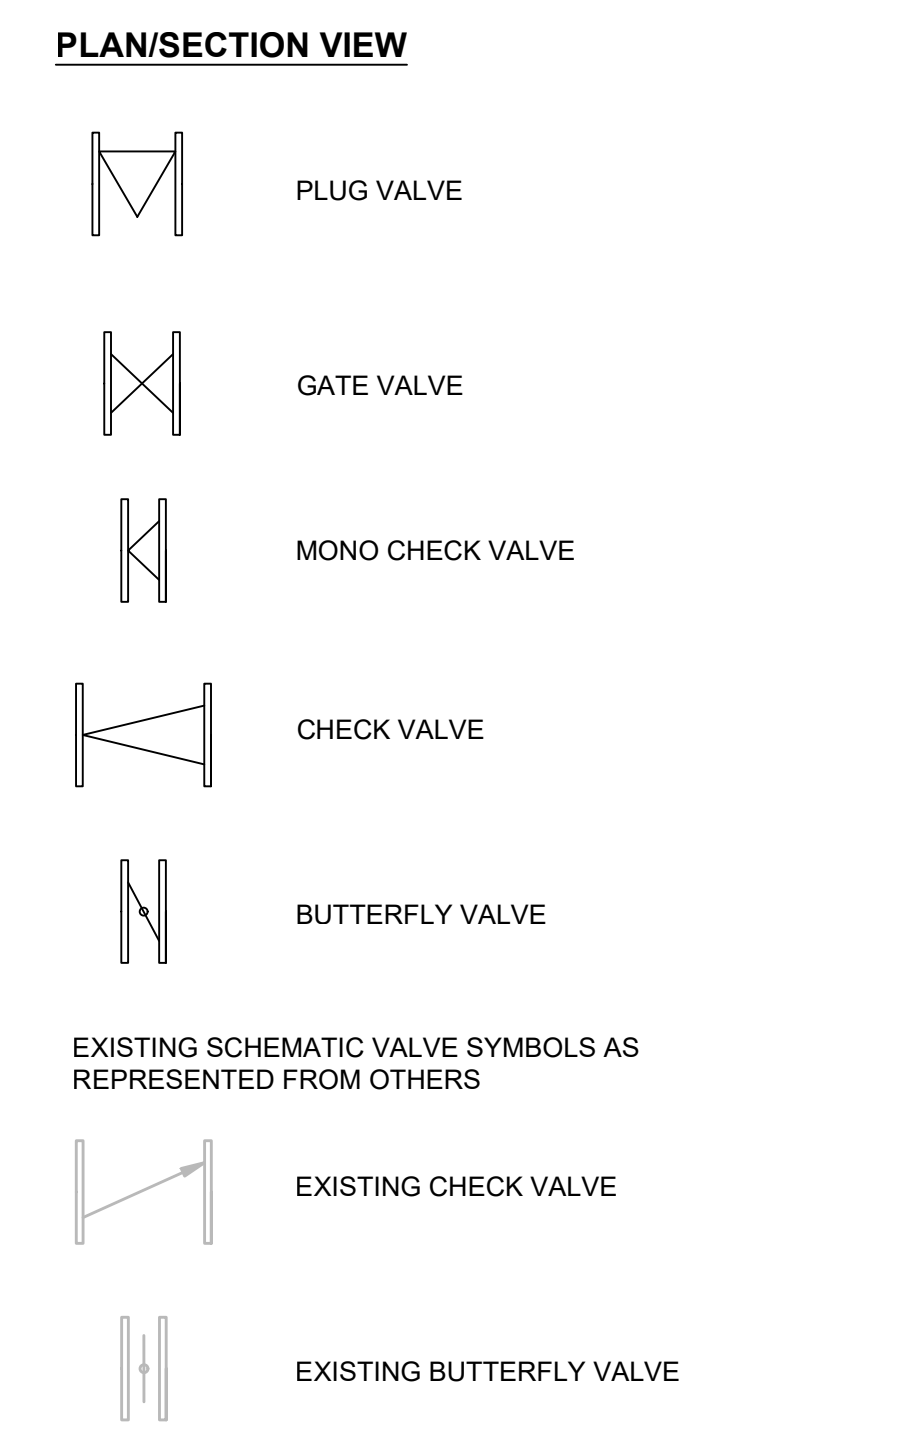 PLAN/SECTION VIEW
PLUG VALVE
GATE VALVE
MONO CHECK VALVE
CHECK VALVE
BUTTERFLY VALVE
EXISTING SCHEMATIC VALVE SYMBOLS AS
REPRESENTED FROM OTHERS
EXISTING CHECK VALVE
EXISTING BUTTERFLY VALVE